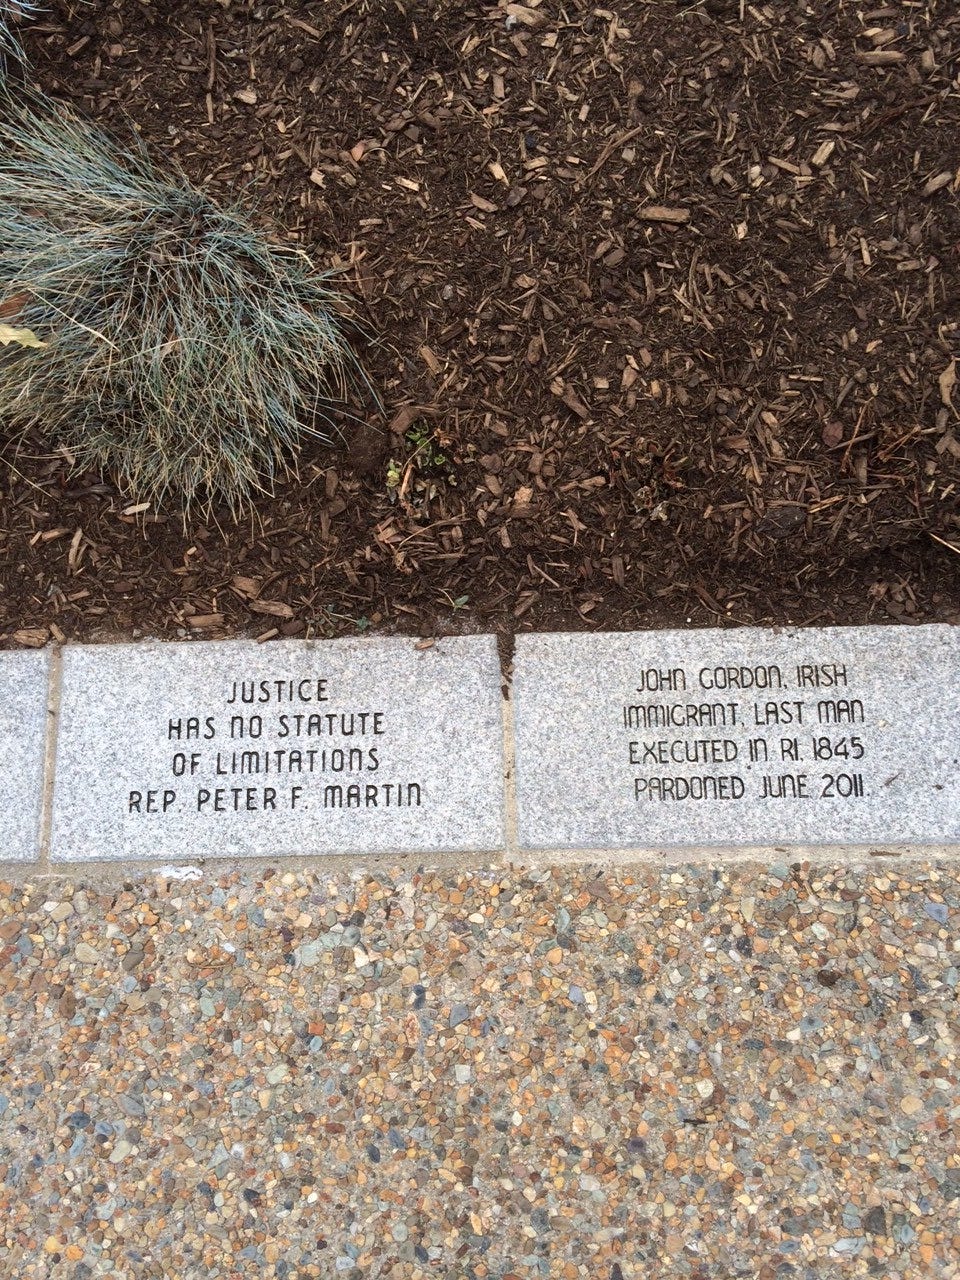 JUSTICE
HAS NO STATUTE
OF LIMITATIONS
REP. PETER F. MARTIN
JOHN GORDON, IRISH
IMMIGRANT, LAST MAN
EXECUTED IN RI. 1845
PARDONED JUNE 2011.